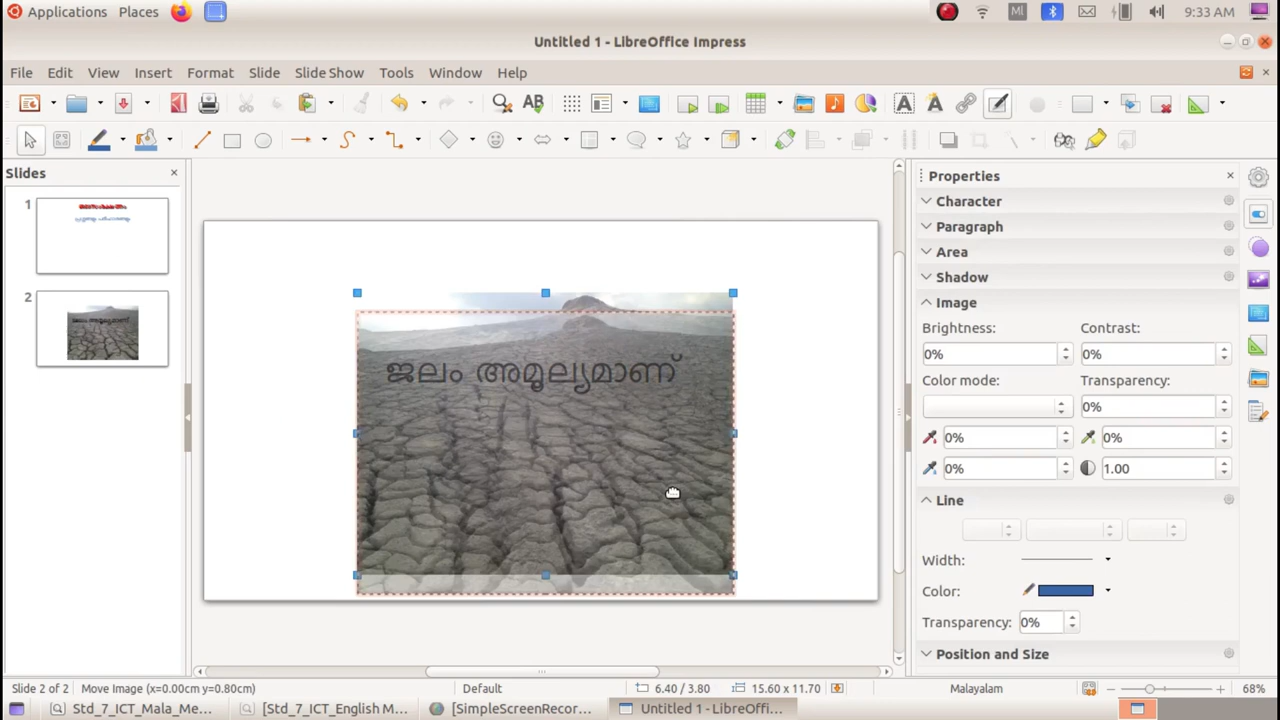 Applications Places Ml 9:33 AM
Untitled 1 - LibreOffice Impress
File Edit View Insert Format Slide Slide Show Tools Window Help
Slides
Properties
1
2
Character
Paragraph
Area
Shadow
Image
Brightness: Contrast:
0% 0%
Color mode: Transparency:
0%
0% 0%
0% 1.00
Line
Width:
Color:
Transparency: 0%
Position and Size
ജലം അമൂല്യമാണ്
ജലം അമൂല്യമാണ്
Slide 2 of 2 Move Image (x=0.00cm y=0.80cm) Default 6.40 / 3.80 15.60 x 11.70 Malayalam 68%
Std_7_ICT_Mala_Me... [Std_7_ICT_English M... [SimpleScreenRecor... Untitled 1 - LibreOffi...